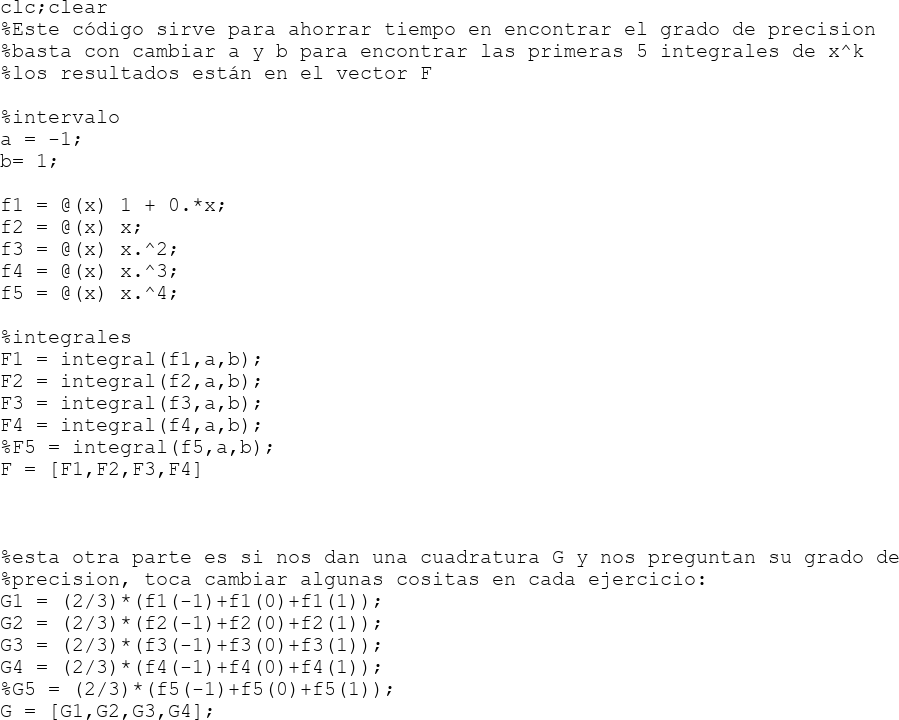 clc;clear
%Este código sirve para ahorrar tiempo en encontrar el grado de precision
%basta con cambiar a y b para encontrar las primeras 5 integrales de x^k
%los resultados están en el vector F
%intervalo
a = -1;
b= 1;
f1 = @(x) 1 + 0.*x;
f2 = @(x) x;
f3 = @(x) x.^2;
f4 = @(x) x.^3;
f5 = @(x) x.^4;
%integrales
F1 = integral(f1,a,b);
F2 = integral(f2,a,b);
F3 = integral(f3,a,b);
F4 = integral(f4,a,b);
%F5 = integral(f5,a,b);
F = [F1,F2,F3,F4]
%esta otra parte es si nos dan una cuadratura G y nos preguntan su grado de
%precision, toca cambiar algunas cositas en cada ejercicio:
G1 = (2/3)*(f1(-1)+f1(0)+f1(1));
G2 = (2/3)*(f2(-1)+f2(0)+f2(1));
G3 = (2/3)*(f3(-1)+f3(0)+f3(1));
G4 = (2/3)*(f4(-1)+f4(0)+f4(1));
%G5 = (2/3)*(f5(-1)+f5(0)+f5(1));
G = [G1,G2,G3,G4];